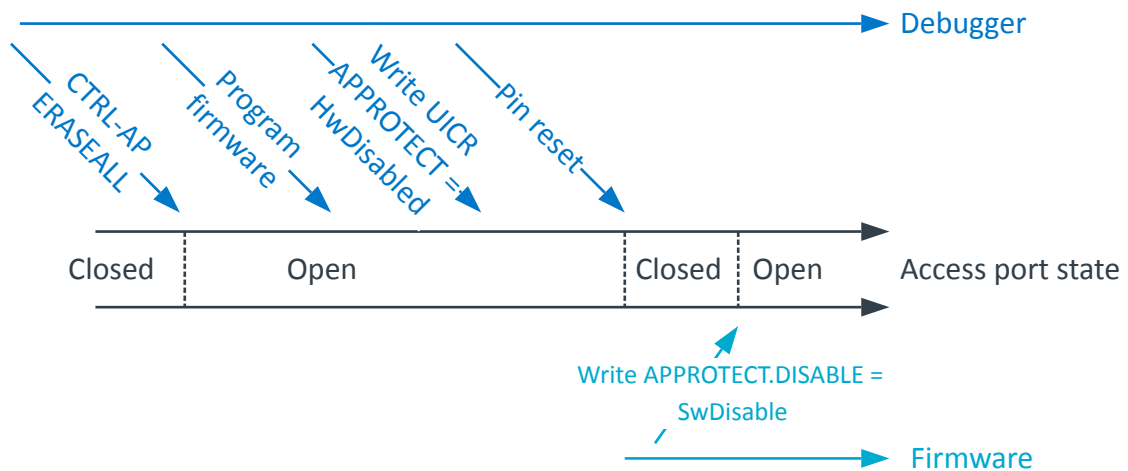 Debugger
CTRL-AP
ERASEALL
Program
firmware
Write UICR
APPROTECT =
HwDisabled
Pin reset
Closed
Open
Closed
Open
Access port state
Write APPROTECT.DISABLE =
SwDisable
Firmware